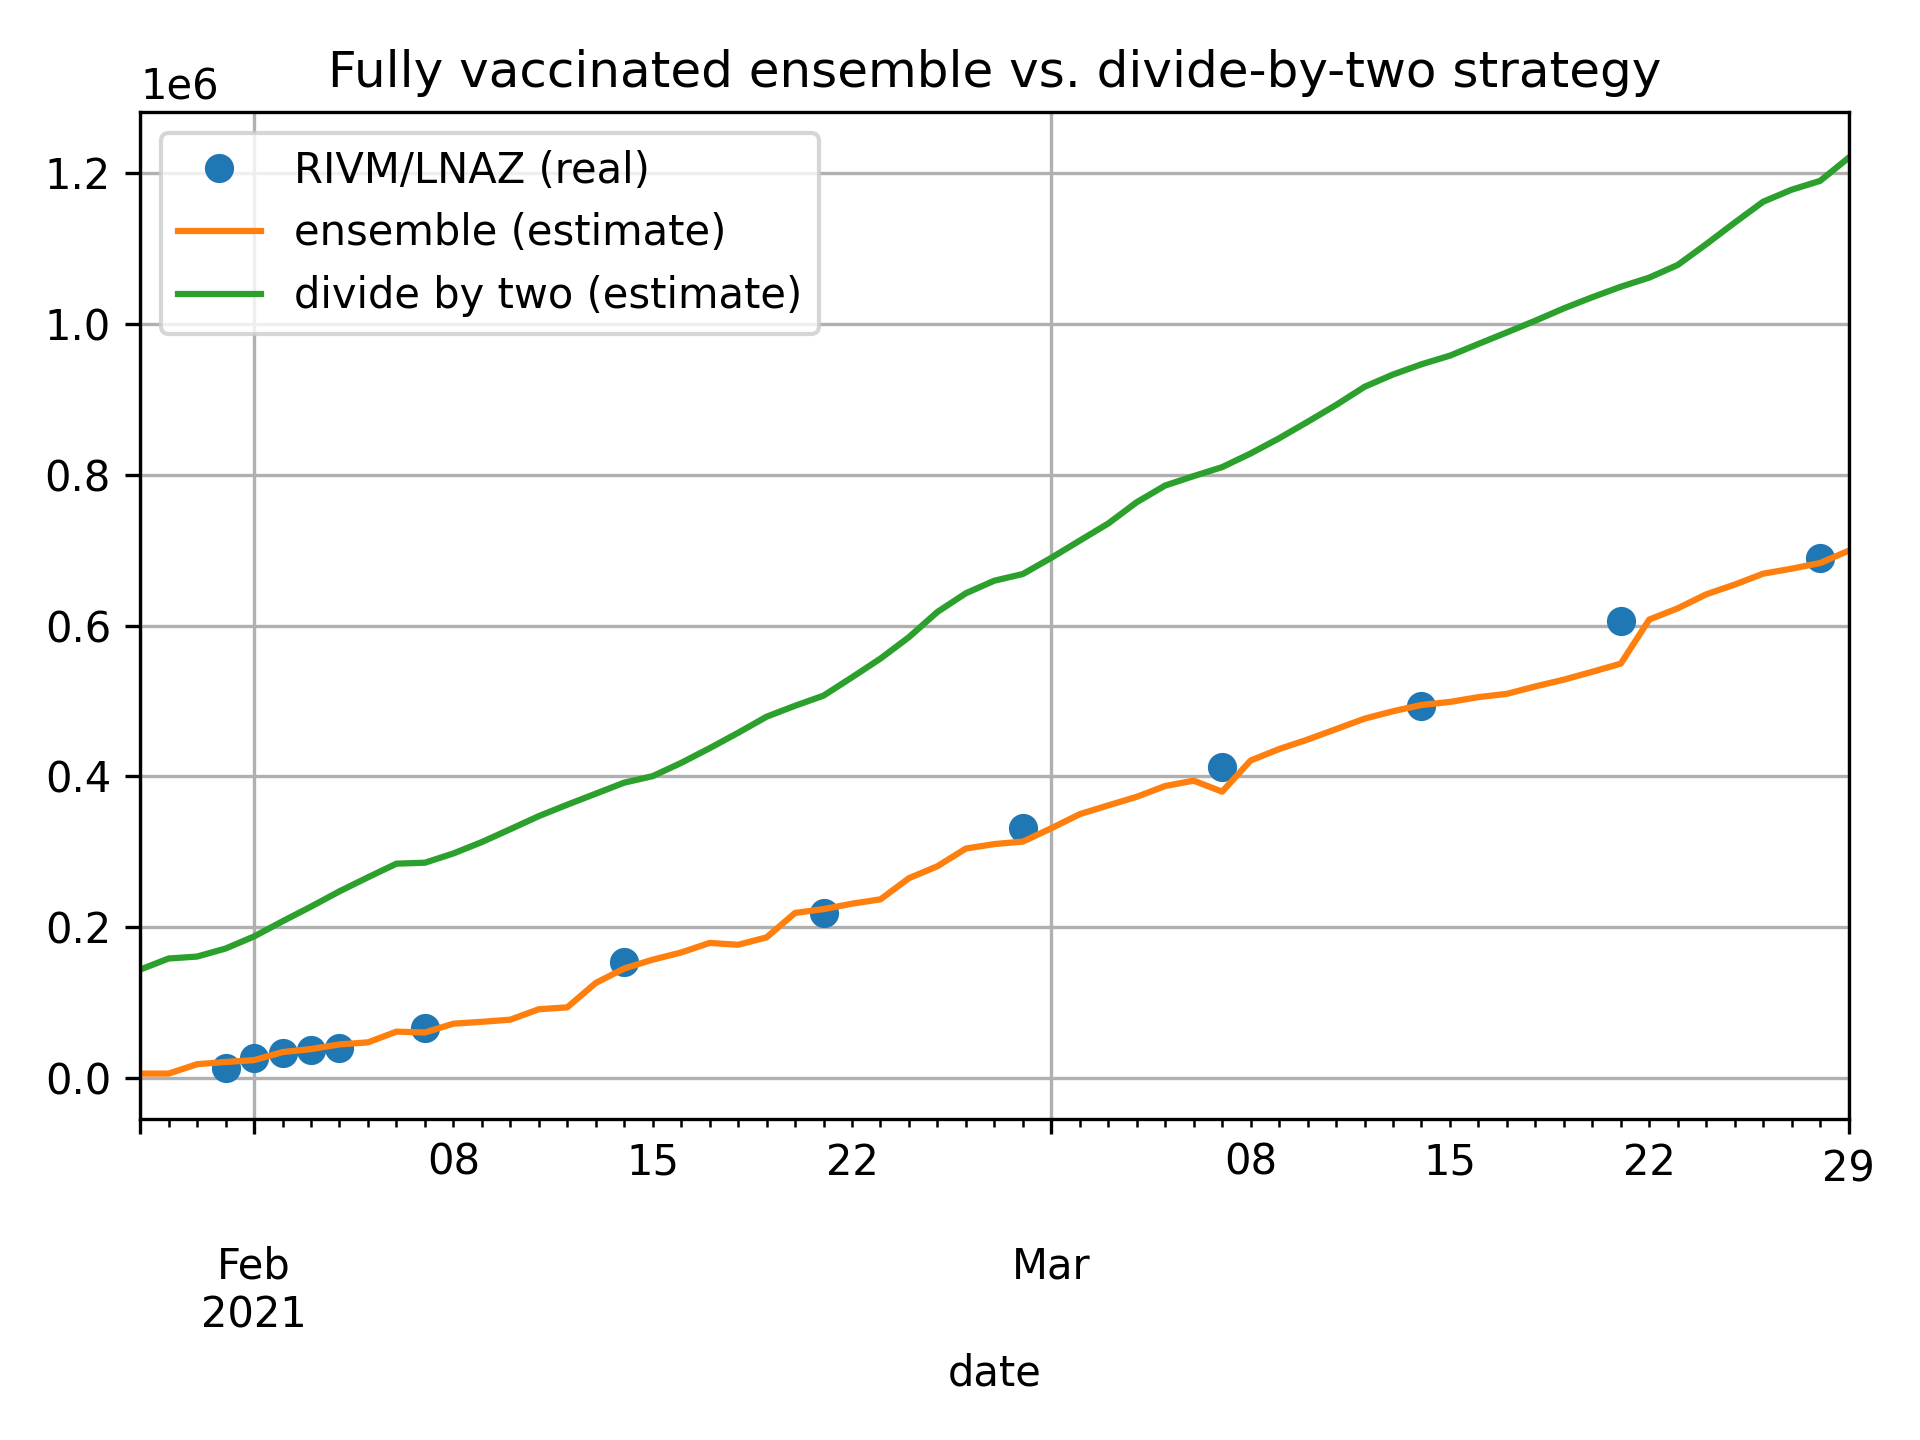 Fully vaccinated ensemble vs. divide-by-two strategy
1e6
RIVM/LNAZ (real)
ensemble (estimate)
divide by two (estimate)
1.2
1.0
0.8
0.6
0.4
0.2
0.0
08 15 22 08 15 22 29
Feb Mar
2021
date